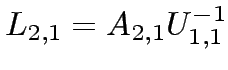 $L_{2,1} = A_{2,1} U_{1,1}^{-1}$